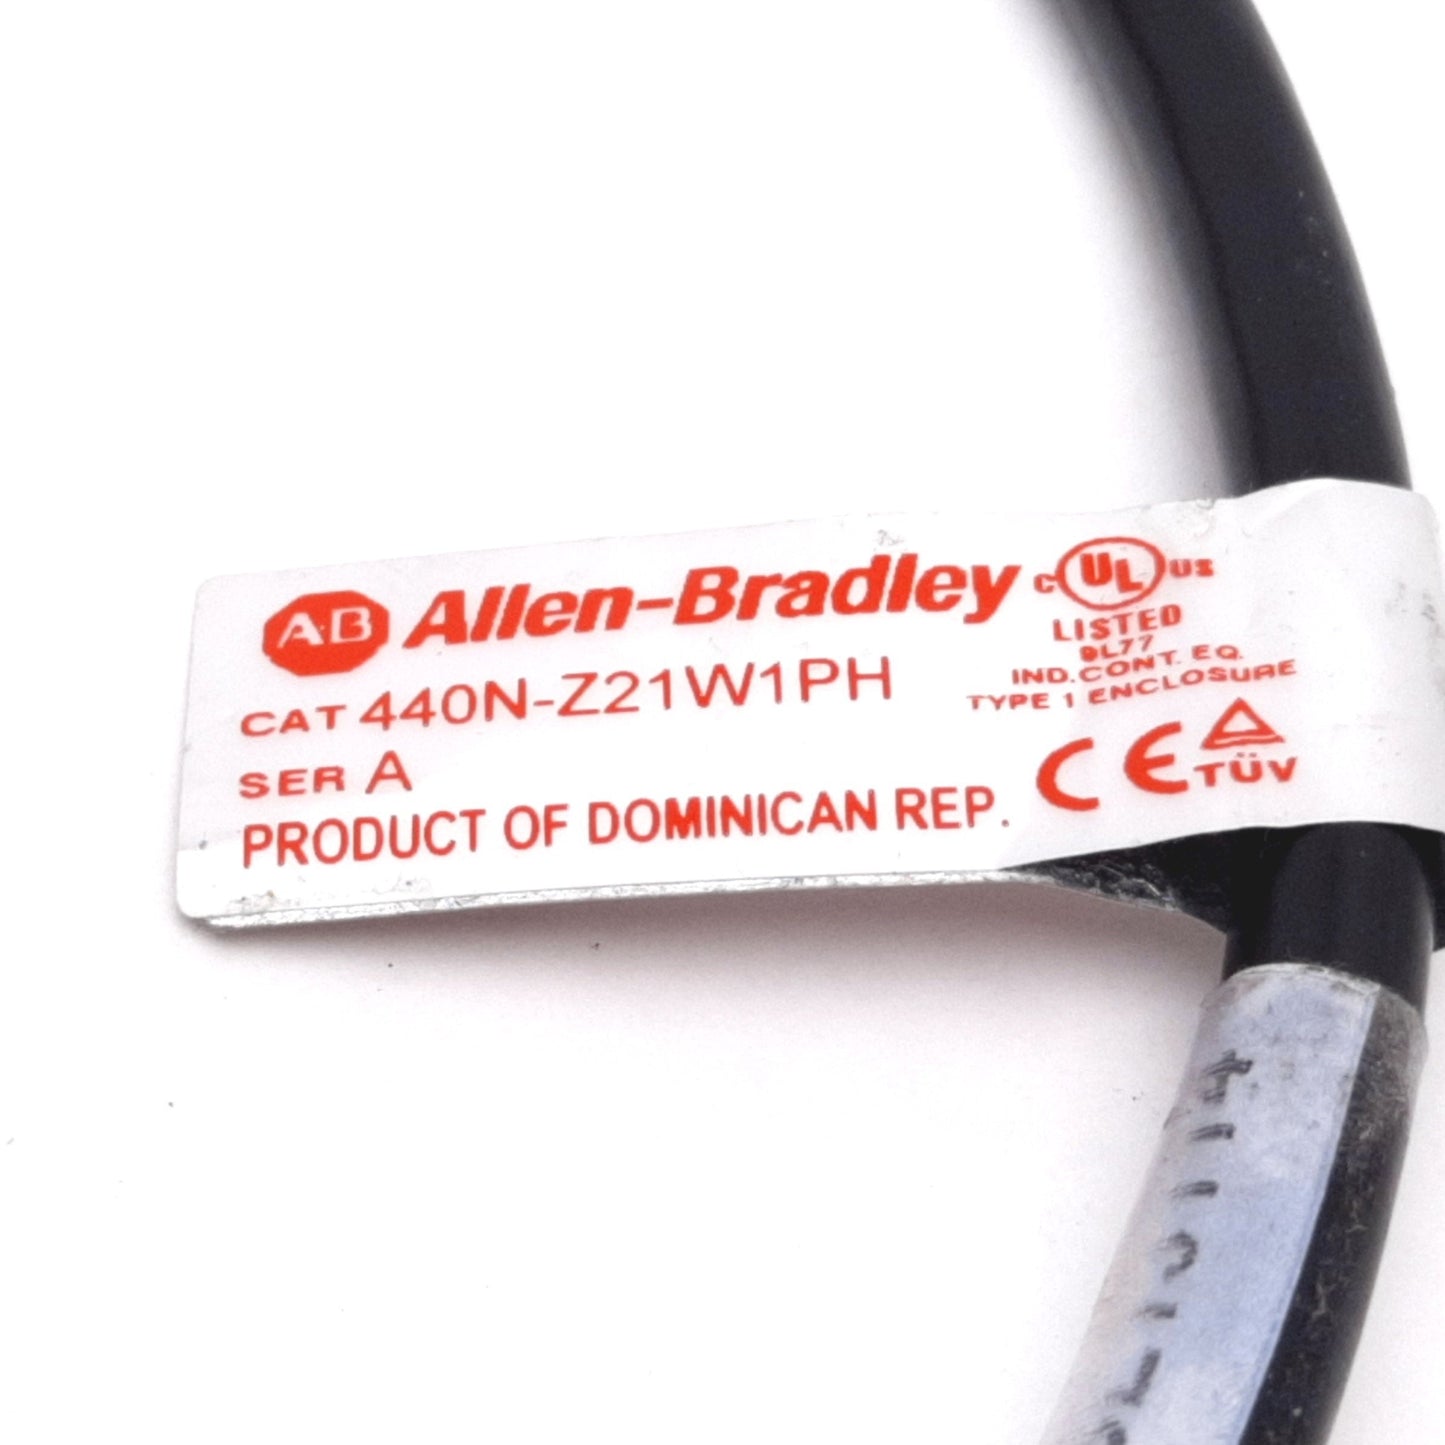 AB Allen-Bradley
CAT 440N-Z21W1PH
SER A
PRODUCT OF DOMINICAN REP.
C UL US
LISTED
9L77
IND.CONT. EQ.
TYPE 1 ENCLOSURE
CE TÜV